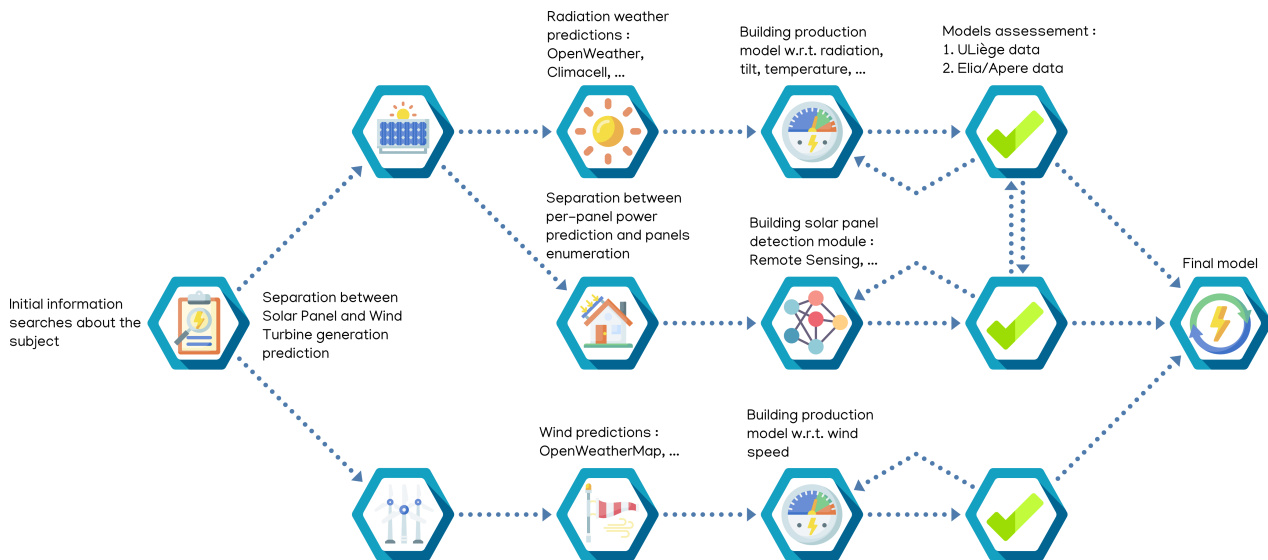 Radiation weather
predictions :
OpenWeather,
Climacell, ...
Building production
model w.r.t. radiation,
tilt, temperature, ...
Models assessement :
1. ULiège data
2. Elia/Apere data
Separation between
per-panel power
prediction and panels
enumeration
Building solar panel
detection module :
Remote Sensing, ...
Final model
Initial information
searches about the
subject
Separation between
Solar Panel and Wind
Turbine generation
prediction
Wind predictions :
OpenWeatherMap, ...
Building production
model w.r.t. wind
speed